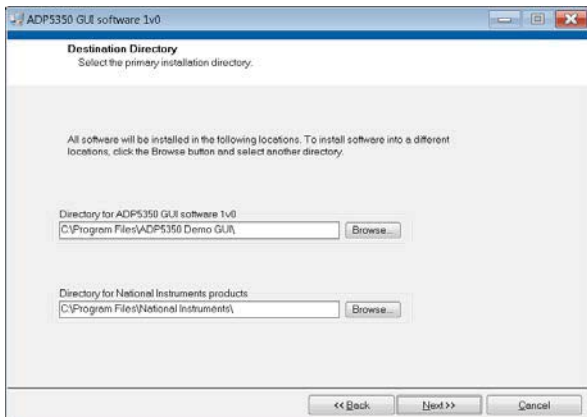 ADP5350 GUI software 1v0
Destination Directory
Select the primary installation directory.
All software will be installed in the following locations. To install software into a different
locations, click the Browse button and select another directory.
Directory for ADP5350 GUI software 1v0
C:\Program Files\ADP5350 Demo GUI\
Browse...
Directory for National Instruments products
C:\Program Files\National Instruments\
Browse...
<< Back
Next >>
Cancel